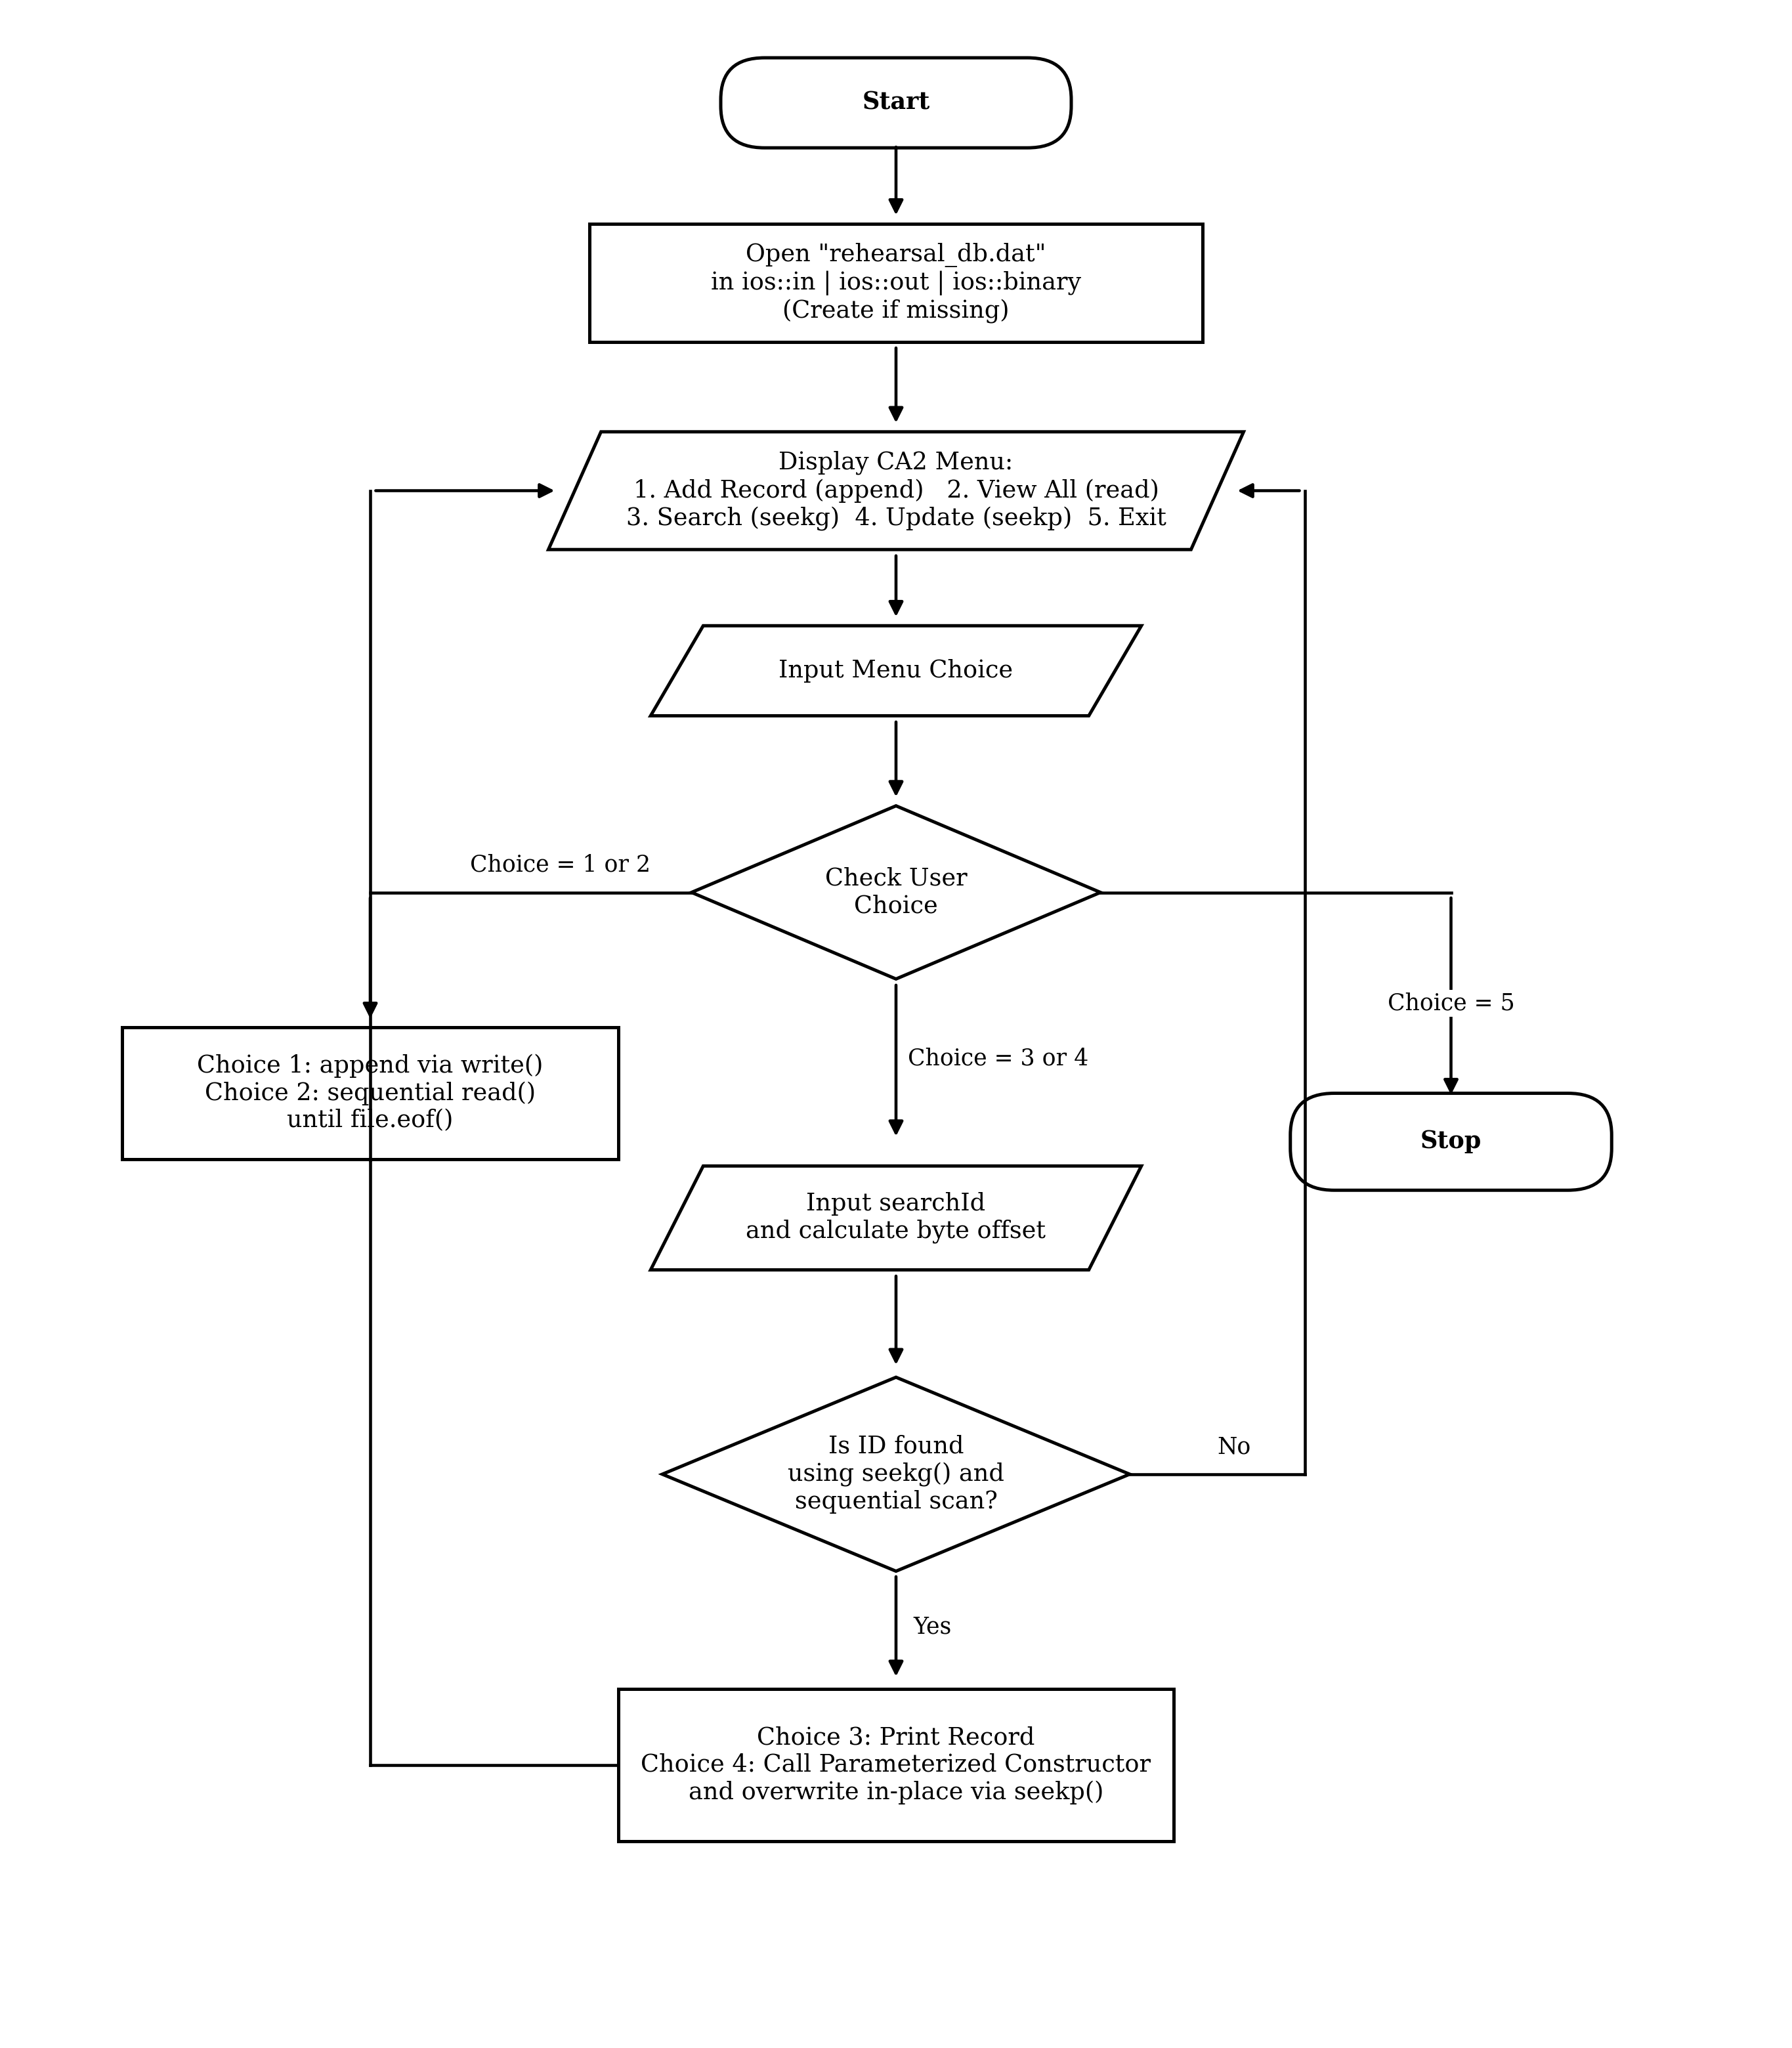 Start
Open "rehearsal_db.dat"
in ios::in | ios::out | ios::binary
(Create if missing)
Display CA2 Menu:
1. Add Record (append)   2. View All (read)
3. Search (seekg)  4. Update (seekp)  5. Exit
Input Menu Choice
Choice = 1 or 2
Check User
Choice
Choice = 5
Choice = 3 or 4
Choice 1: append via write()
Choice 2: sequential read()
until file.eof()
Stop
Input searchId
and calculate byte offset
Is ID found
using seekg() and
sequential scan?
No
Yes
Choice 3: Print Record
Choice 4: Call Parameterized Constructor
and overwrite in-place via seekp()